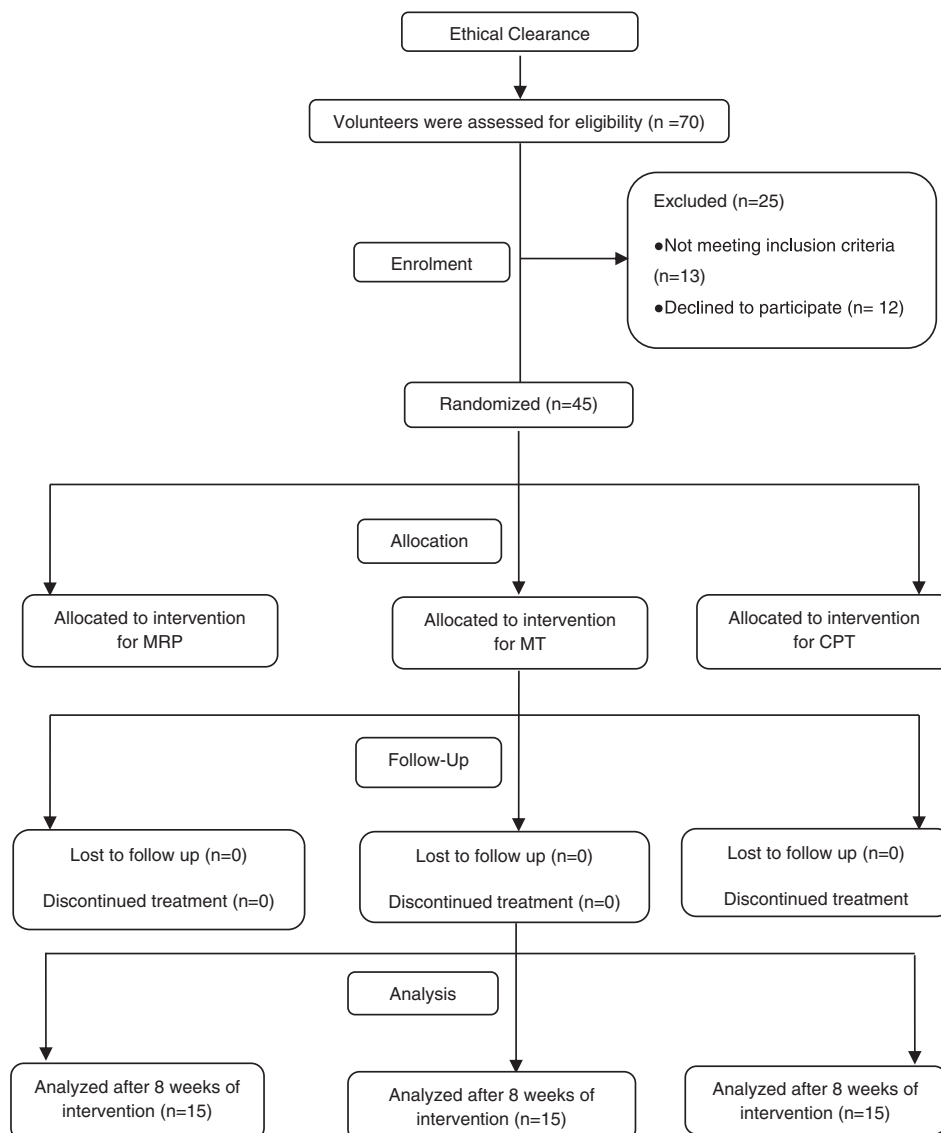 Ethical Clearance
Volunteers were assessed for eligibility (n =70)
Excluded (n=25)
●Not meeting inclusion criteria
(n=13)
●Declined to participate (n= 12)
Enrolment
Randomized (n=45)
Allocation
Allocated to intervention
for MRP
Allocated to intervention
for MT
Allocated to intervention
for CPT
Follow-Up
Lost to follow up (n=0)
Discontinued treatment (n=0)
Lost to follow up (n=0)
Discontinued treatment (n=0)
Lost to follow up (n=0)
Discontinued treatment
Analysis
Analyzed after 8 weeks of
intervention (n=15)
Analyzed after 8 weeks of
intervention (n=15)
Analyzed after 8 weeks of
intervention (n=15)